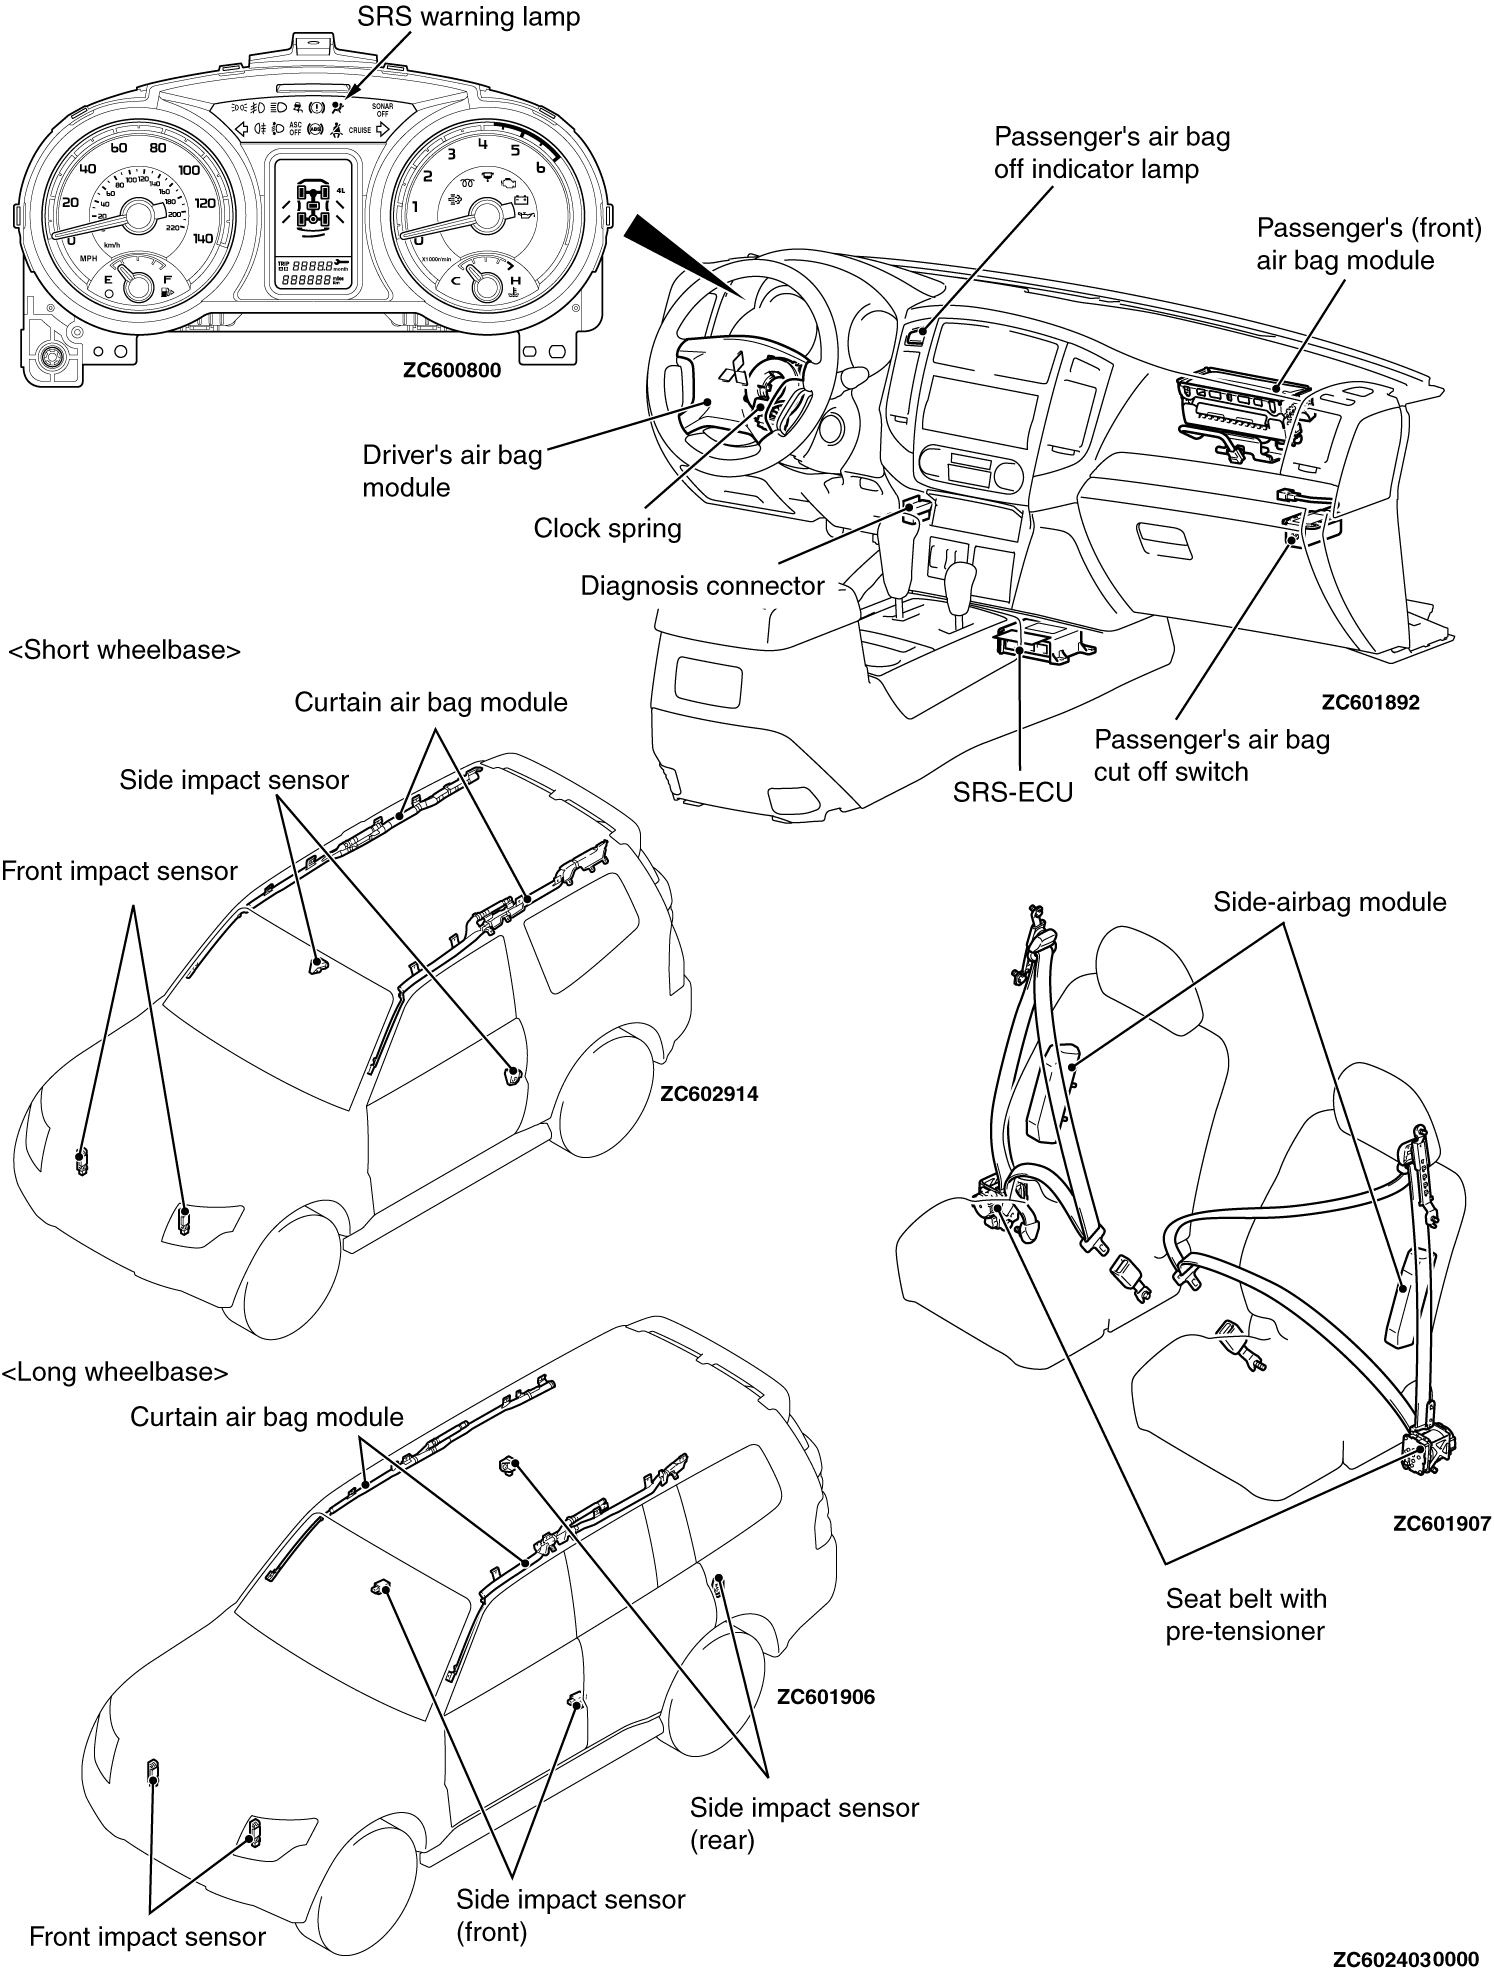 SRS warning lamp
SONAR
OFF
ASC
OFF
ABS
CRUISE
0
20
40
60
80
100
120
140
20
40
60
80
100
120
140
160
180
200
220
km/h
MPH
E
F
4L
TRIP
month
miles
0
1
2
3
4
5
6
X1000r/min
C
H
ZC600800
Passenger's air bag
off indicator lamp
Passenger's (front)
air bag module
Driver's air bag
module
Clock spring
Diagnosis connector
SRS-ECU
Passenger's air bag
cut off switch
ZC601892
<Short wheelbase>
Curtain air bag module
Side impact sensor
Front impact sensor
ZC602914
Side-airbag module
Seat belt with
pre-tensioner
ZC601907
<Long wheelbase>
Curtain air bag module
ZC601906
Side impact sensor
(rear)
Side impact sensor
(front)
Front impact sensor
ZC6024030000